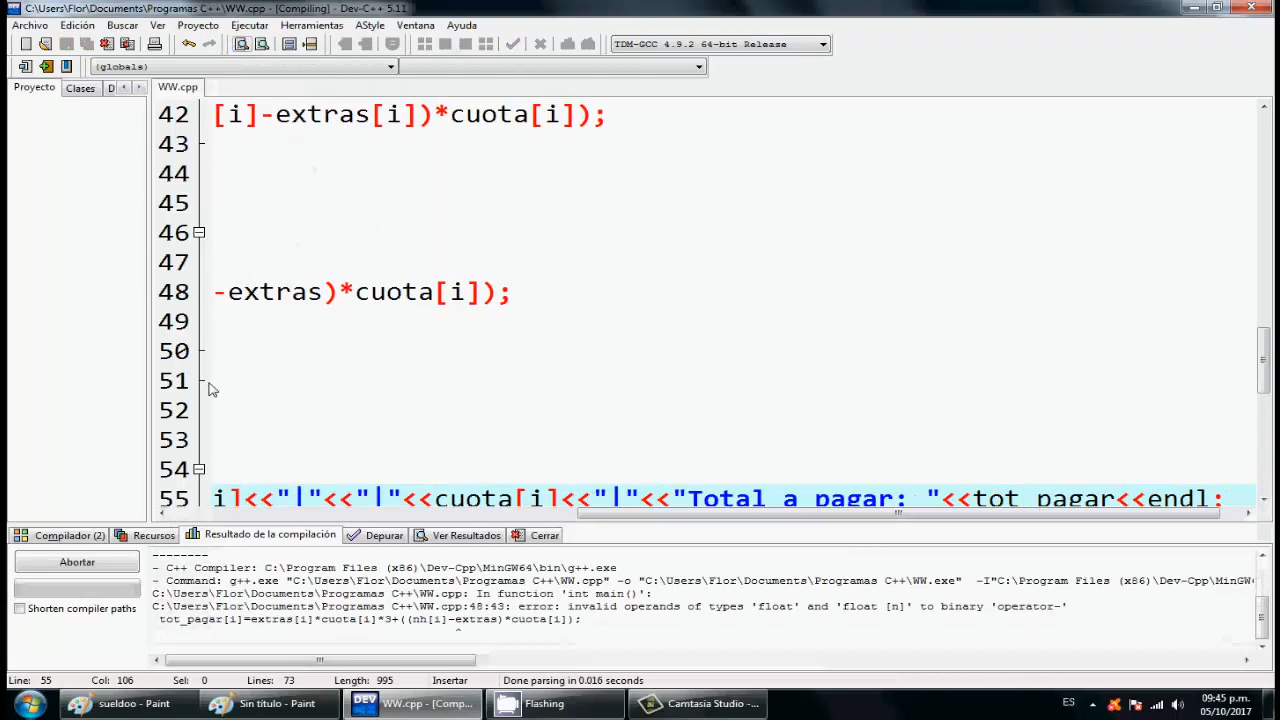 C:\Users\Flor\Documents\Programas C++\WW.cpp - [Compiling] - Dev-C++ 5.11
Archivo Edición Buscar Ver Proyecto Ejecutar Herramientas AStyle Ventana Ayuda
TDM-GCC 4.9.2 64-bit Release
(globals)
Proyecto Clases D WW.cpp
42 [i]-extras[i])*cuota[i]);
43
44
45
46
47
48 -extras)*cuota[i]);
49
50
51
52
53
54
55 i]<<"|"<<"|"<<cuota[i]<<"|"<<"Total a pagar: "<<tot_pagar<<endl;
Compilador (2) Recursos Resultado de la compilación Depurar Ver Resultados Cerrar
Abortar
Shorten compiler paths
--------
- C++ Compiler: C:\Program Files (x86)\Dev-Cpp\MinGW64\bin\g++.exe
- Command: g++.exe "C:\Users\Flor\Documents\Programas C++\WW.cpp" -o "C:\Users\Flor\Documents\Programas C++\WW.exe" -I"C:\Program Files (x86)\Dev-Cpp\MinGW
C:\Users\Flor\Documents\Programas C++\WW.cpp: In function 'int main()':
C:\Users\Flor\Documents\Programas C++\WW.cpp:48:43: error: invalid operands of types 'float' and 'float [n]' to binary 'operator-'
tot_pagar[i]=extras[i]*cuota[i]*3+((nh[i]-extras)*cuota[i]);
^
Line: 55 Col: 106 Sel: 0 Lines: 73 Length: 995 Insertar Done parsing in 0.016 seconds
sueldoo - Paint Sin título - Paint DEV WW.cpp - [Comp... Flashing Camtasia Studio -... ES 09:45 p.m.
05/10/2017